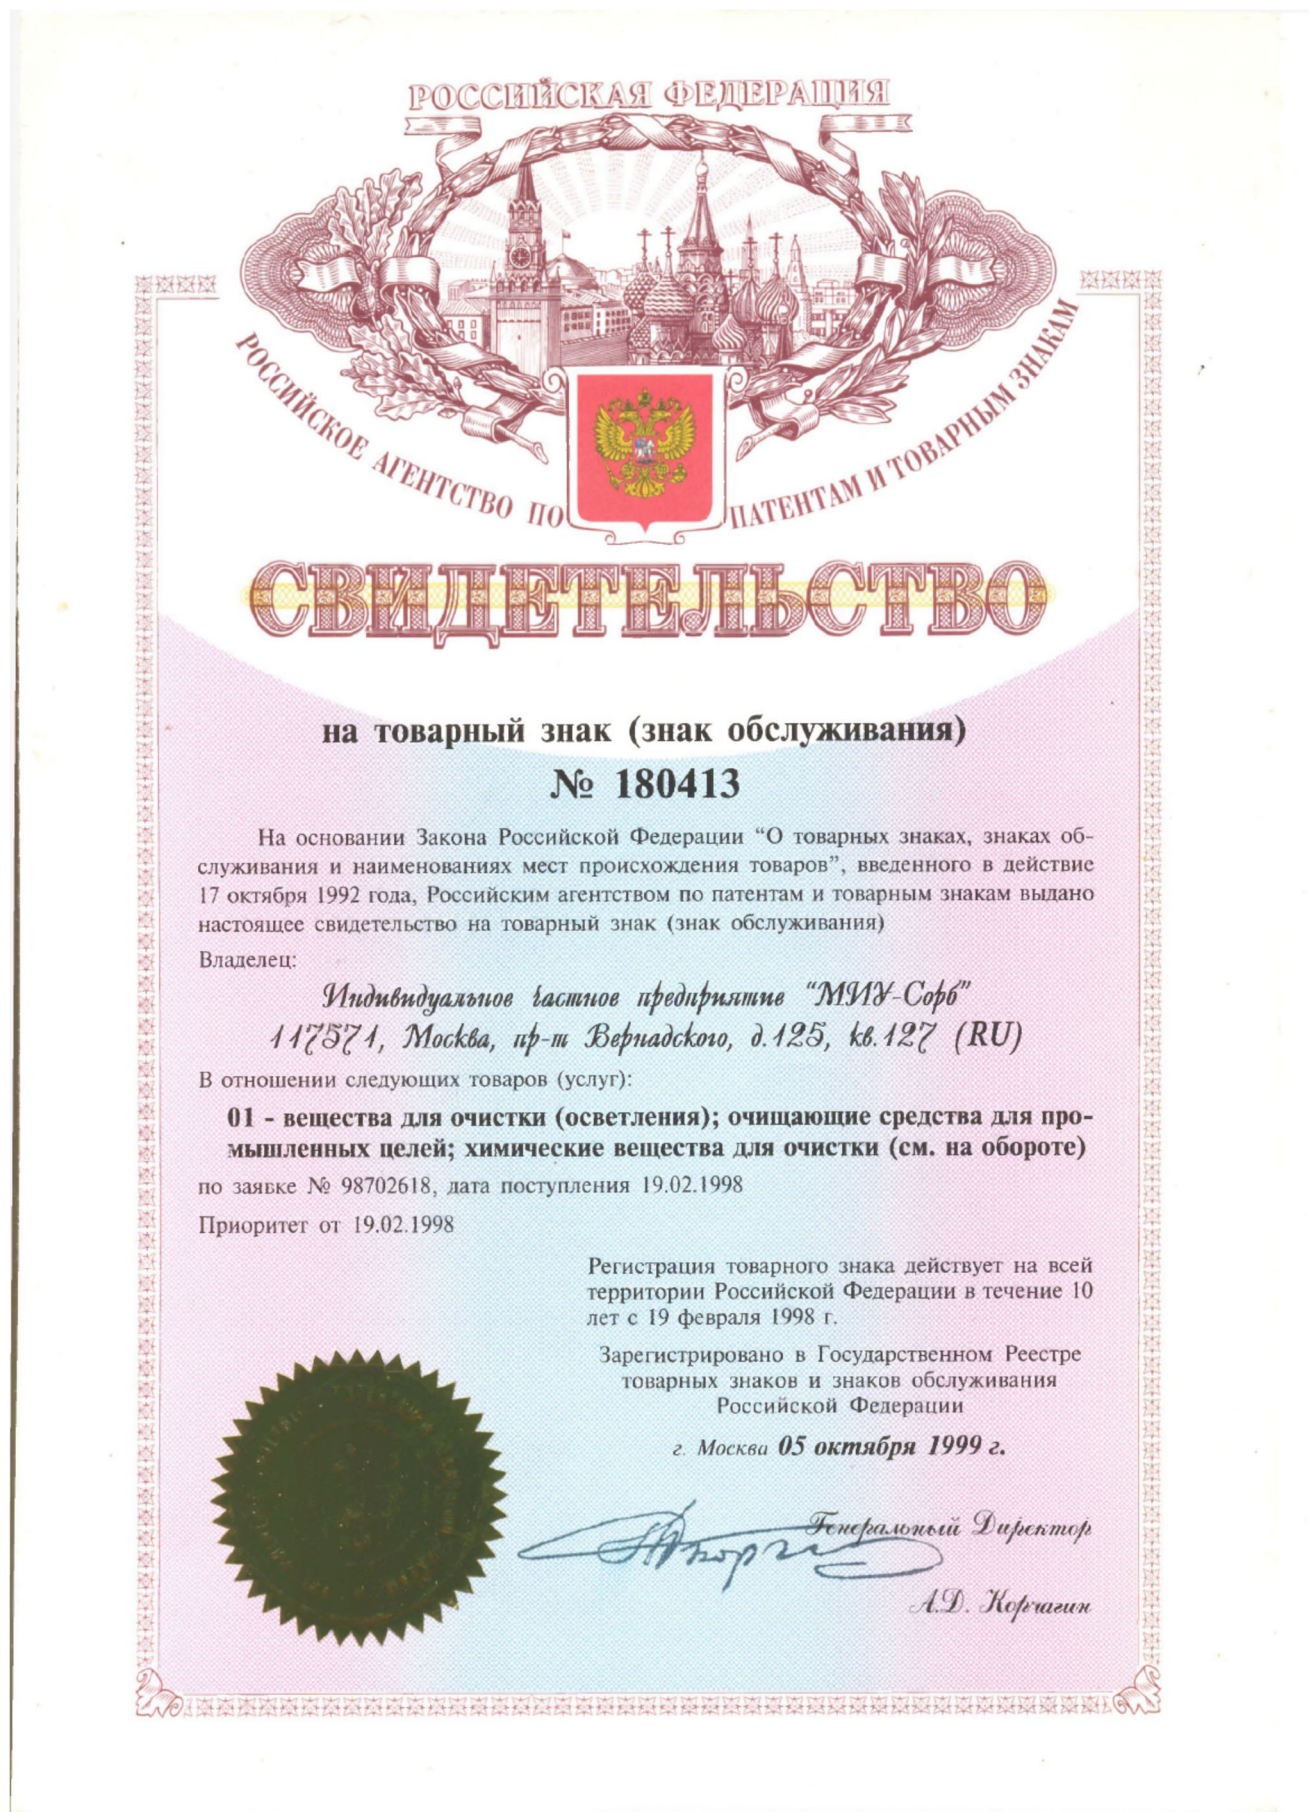 РОССИЙСКАЯ ФЕДЕРАЦИЯ
РОССИЙСКОЕ АГЕНТСТВО ПО ПАТЕНТАМ И ТОВАРНЫМ ЗНАКАМ
СВИДЕТЕЛЬСТВО
на товарный знак (знак обслуживания)
№ 180413
На основании Закона Российской Федерации “О товарных знаках, знаках об-
служивания и наименованиях мест происхождения товаров”, введенного в действие
17 октября 1992 года, Российским агентством по патентам и товарным знакам выдано
настоящее свидетельство на товарный знак (знак обслуживания)
Владелец:
Индивидуальное частное предприятие “МИУ-Сорб”
117571, Москва, пр-т Вернадского, д.125, кв.127 (RU)
В отношении следующих товаров (услуг):
01 - вещества для очистки (осветления); очищающие средства для про-
мышленных целей; химические вещества для очистки (см. на обороте)
по заявке № 98702618, дата поступления 19.02.1998
Приоритет от 19.02.1998
Регистрация товарного знака действует на всей
территории Российской Федерации в течение 10
лет с 19 февраля 1998 г.
Зарегистрировано в Государственном Реестре
товарных знаков и знаков обслуживания
Российской Федерации
г. Москва 05 октября 1999 г.
Генеральный Директор
А.Д. Корчагин